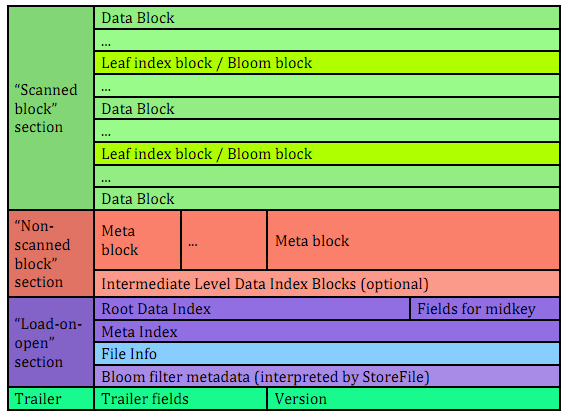 “Scanned
block”
section
Data Block
...
Leaf index block / Bloom block
...
Data Block
...
Leaf index block / Bloom block
...
Data Block
“Non-
scanned
block”
section
Meta
block
...
Meta block
Intermediate Level Data Index Blocks (optional)
“Load-on-
open”
section
Root Data Index
Fields for midkey
Meta Index
File Info
Bloom filter metadata (interpreted by StoreFile)
Trailer
Trailer fields
Version